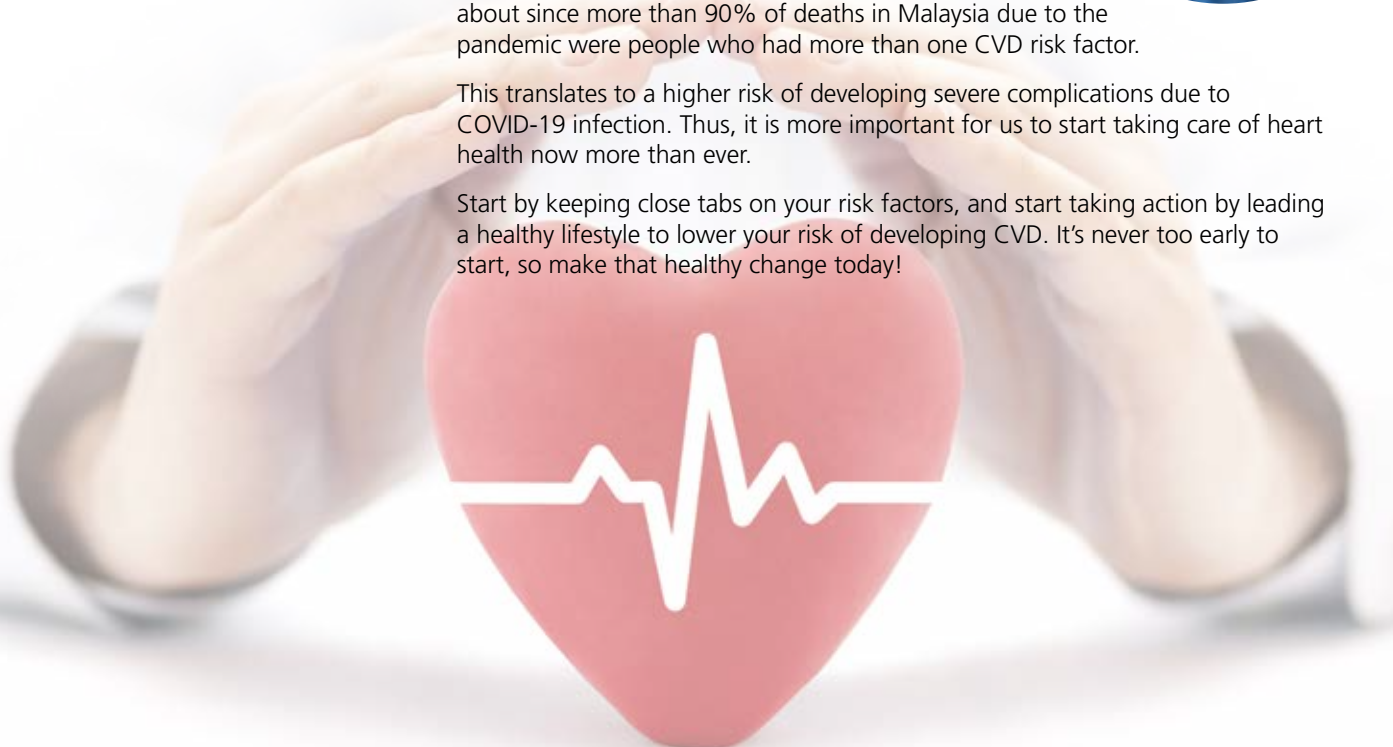 about since more than 90% of deaths in Malaysia due to the
pandemic were people who had more than one CVD risk factor.
This translates to a higher risk of developing severe complications due to
COVID-19 infection. Thus, it is more important for us to start taking care of heart
health now more than ever.
Start by keeping close tabs on your risk factors, and start taking action by leading
a healthy lifestyle to lower your risk of developing CVD. It’s never too early to
start, so make that healthy change today!